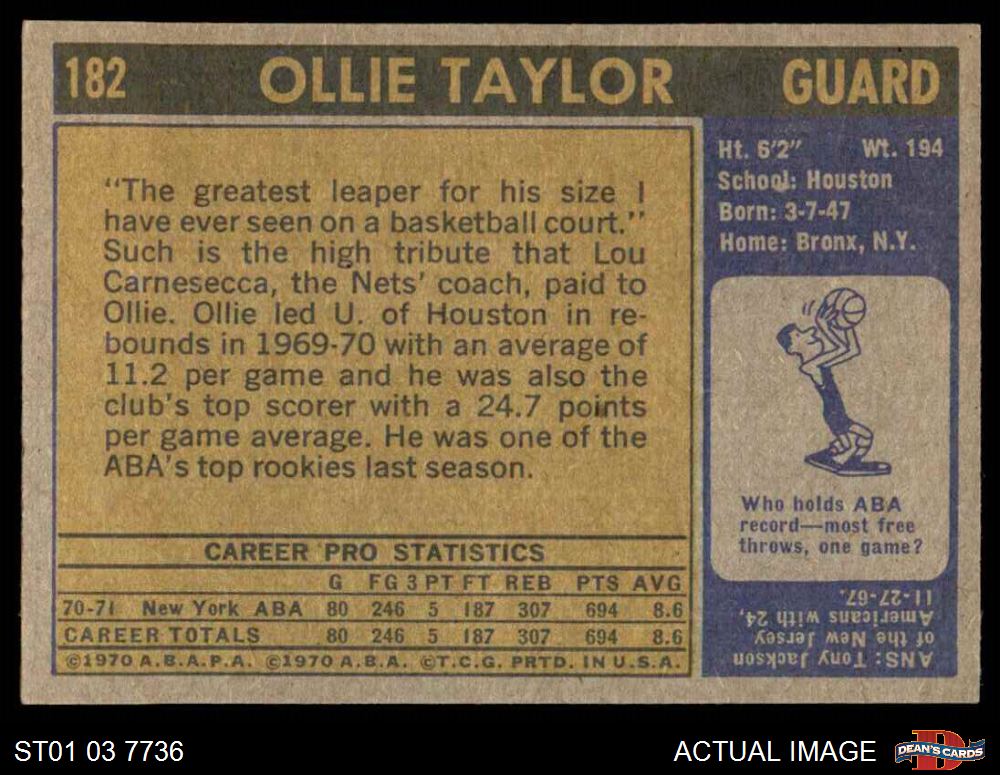 182 OLLIE TAYLOR GUARD
“The greatest leaper for his size I
have ever seen on a basketball court.”
Such is the high tribute that Lou
Carnesecca, the Nets’ coach, paid to
Ollie. Ollie led U. of Houston in re-
bounds in 1969-70 with an average of
11.2 per game and he was also the
club’s top scorer with a 24.7 points
per game average. He was one of the
ABA’s top rookies last season.
CAREER PRO STATISTICS
G FG 3 PT FT REB PTS AVG
70-71 New York ABA 80 246 5 187 307 694 8.6
CAREER TOTALS 80 246 5 187 307 694 8.6
©1970 A.B.A.P.A. ©1970 A.B.A. ©T.C.G. PRTD. IN U.S.A.
Ht. 6’2” Wt. 194
School: Houston
Born: 3-7-47
Home: Bronx, N.Y.
Who holds ABA
record—most free
throws, one game?
ANS: Tony Jackson
of the New Jersey
Americans with 24,
11-27-67.
ST01 03 7736
ACTUAL IMAGE
D
DEAN'S CARDS